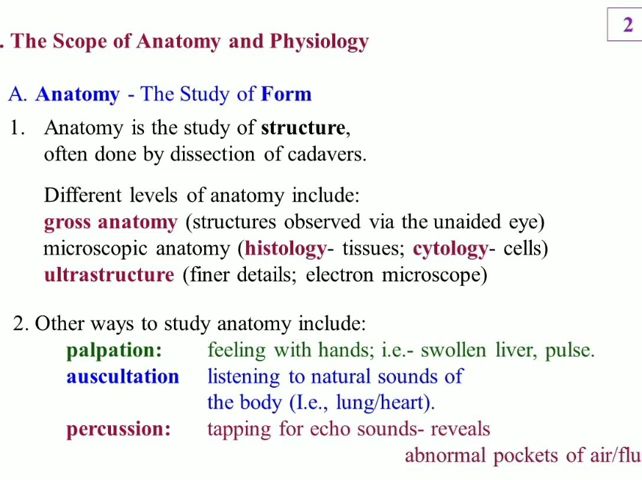 2
. The Scope of Anatomy and Physiology
A. Anatomy - The Study of Form
1. Anatomy is the study of structure,
often done by dissection of cadavers.
Different levels of anatomy include:
gross anatomy (structures observed via the unaided eye)
microscopic anatomy (histology- tissues; cytology- cells)
ultrastructure (finer details; electron microscope)
2. Other ways to study anatomy include:
palpation: feeling with hands; i.e.- swollen liver, pulse.
auscultation listening to natural sounds of
the body (I.e., lung/heart).
percussion: tapping for echo sounds- reveals
abnormal pockets of air/flu